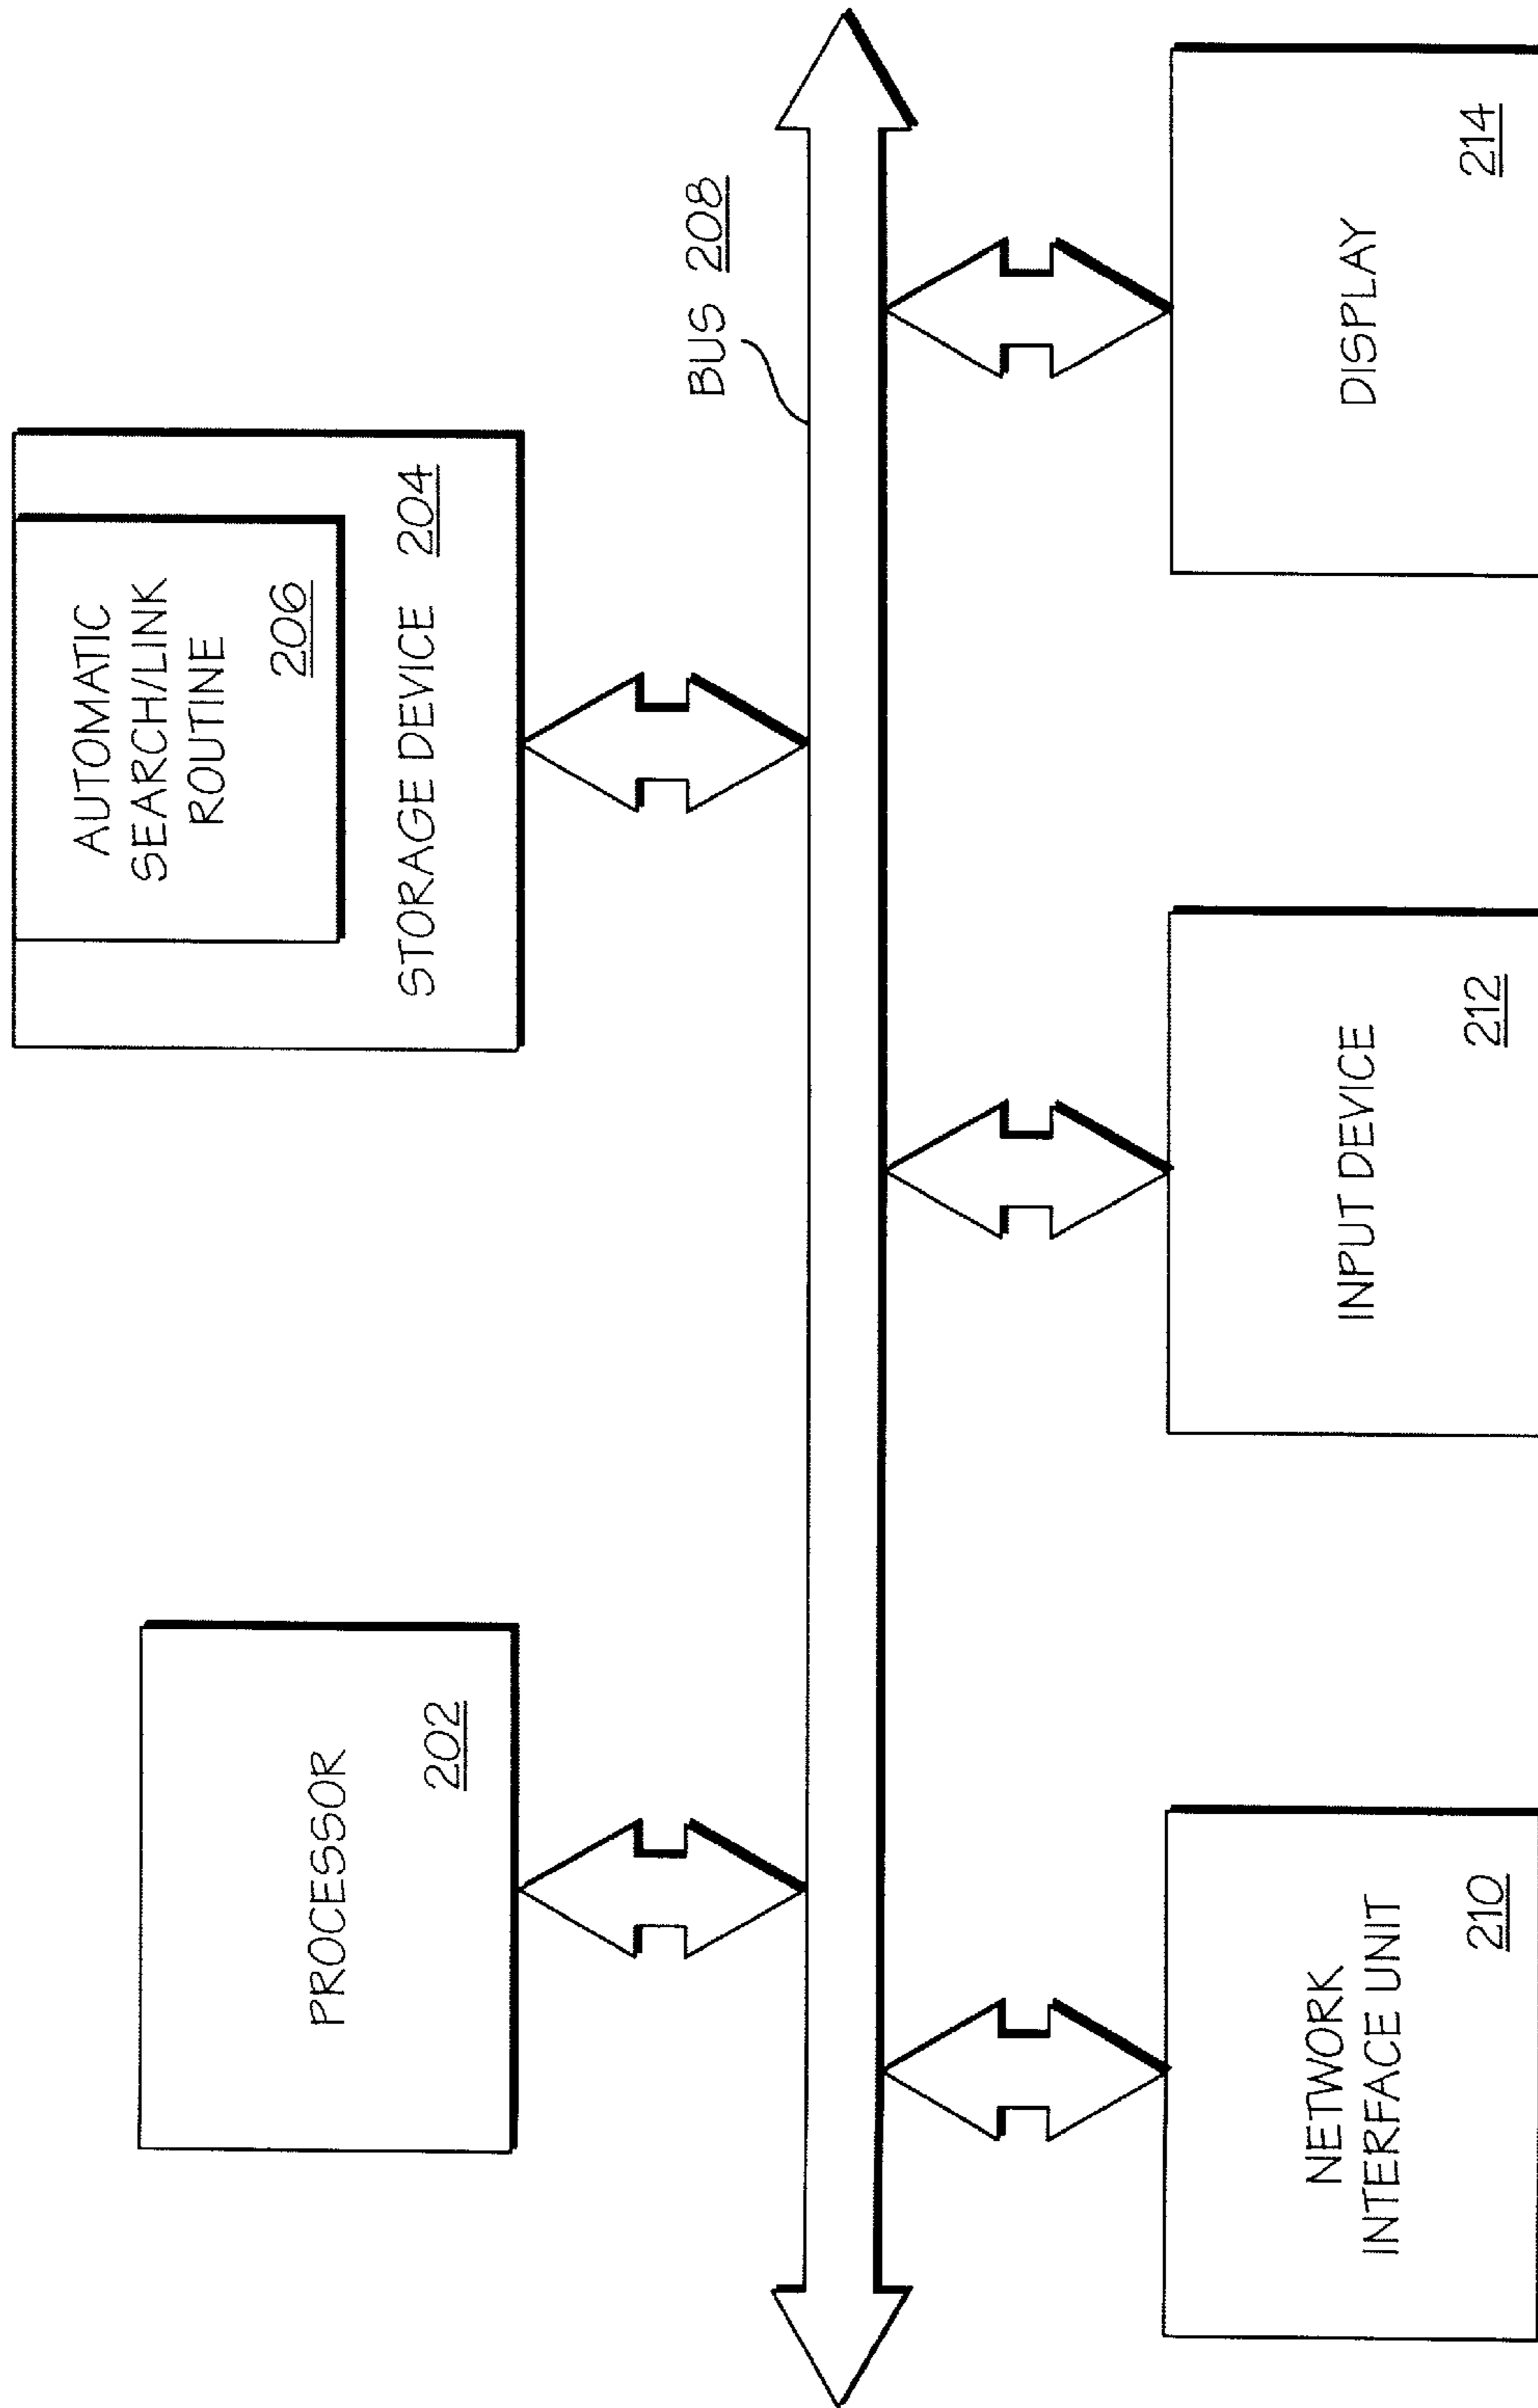 PROCESSOR
202
AUTOMATIC
SEARCH/LINK
ROUTINE
206
STORAGE DEVICE 204
BUS 208
NETWORK
INTERFACE UNIT
210
INPUT DEVICE
212
DISPLAY
214